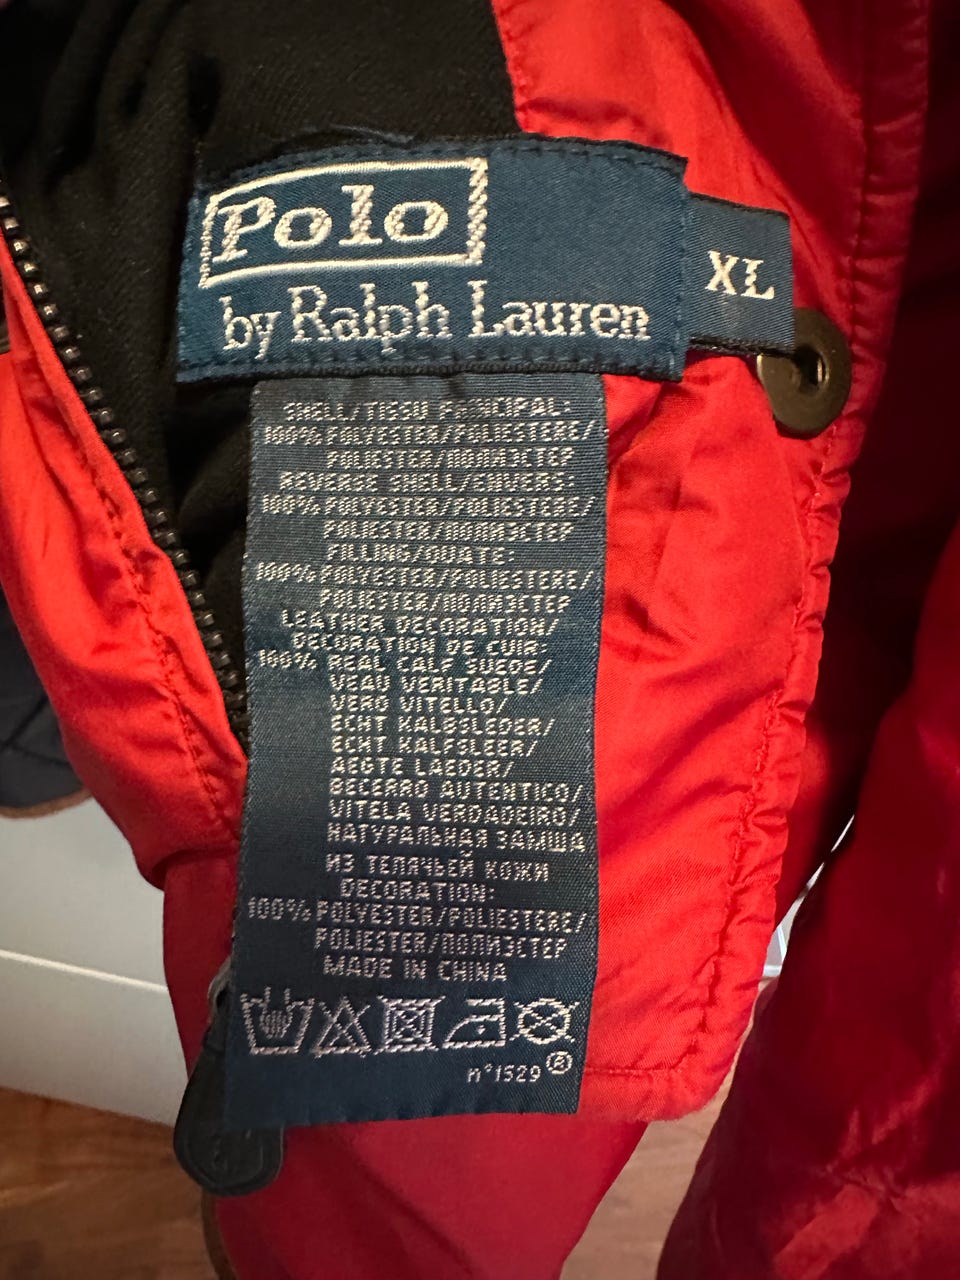 Polo
by Ralph Lauren
XL
SHELL/TISSU PRINCIPAL:
100% POLYESTER/POLIESTERE/
POLIESTER/ПОЛИЭСТЕР
REVERSE SHELL/ENVERS:
100% POLYESTER/POLIESTERE/
POLIESTER/ПОЛИЭСТЕР
FILLING/OUATE:
100% POLYESTER/POLIESTERE/
POLIESTER/ПОЛИЭСТЕР
LEATHER DECORATION/
DECORATION DE CUIR:
100% REAL CALF SUEDE/
VEAU VERITABLE/
VERO VITELLO/
ECHT KALBSLEDER/
ECHT KALFSLEER/
AEGTE LAEDER/
BECERRO AUTENTICO/
VITELA VERDADEIRO/
НАТУРАЛЬНАЯ ЗАМША
ИЗ ТЕЛЯЧЬЕЙ КОЖИ
DECORATION:
100% POLYESTER/POLIESTERE/
POLIESTER/ПОЛИЭСТЕР
MADE IN CHINA
n°1529 ®